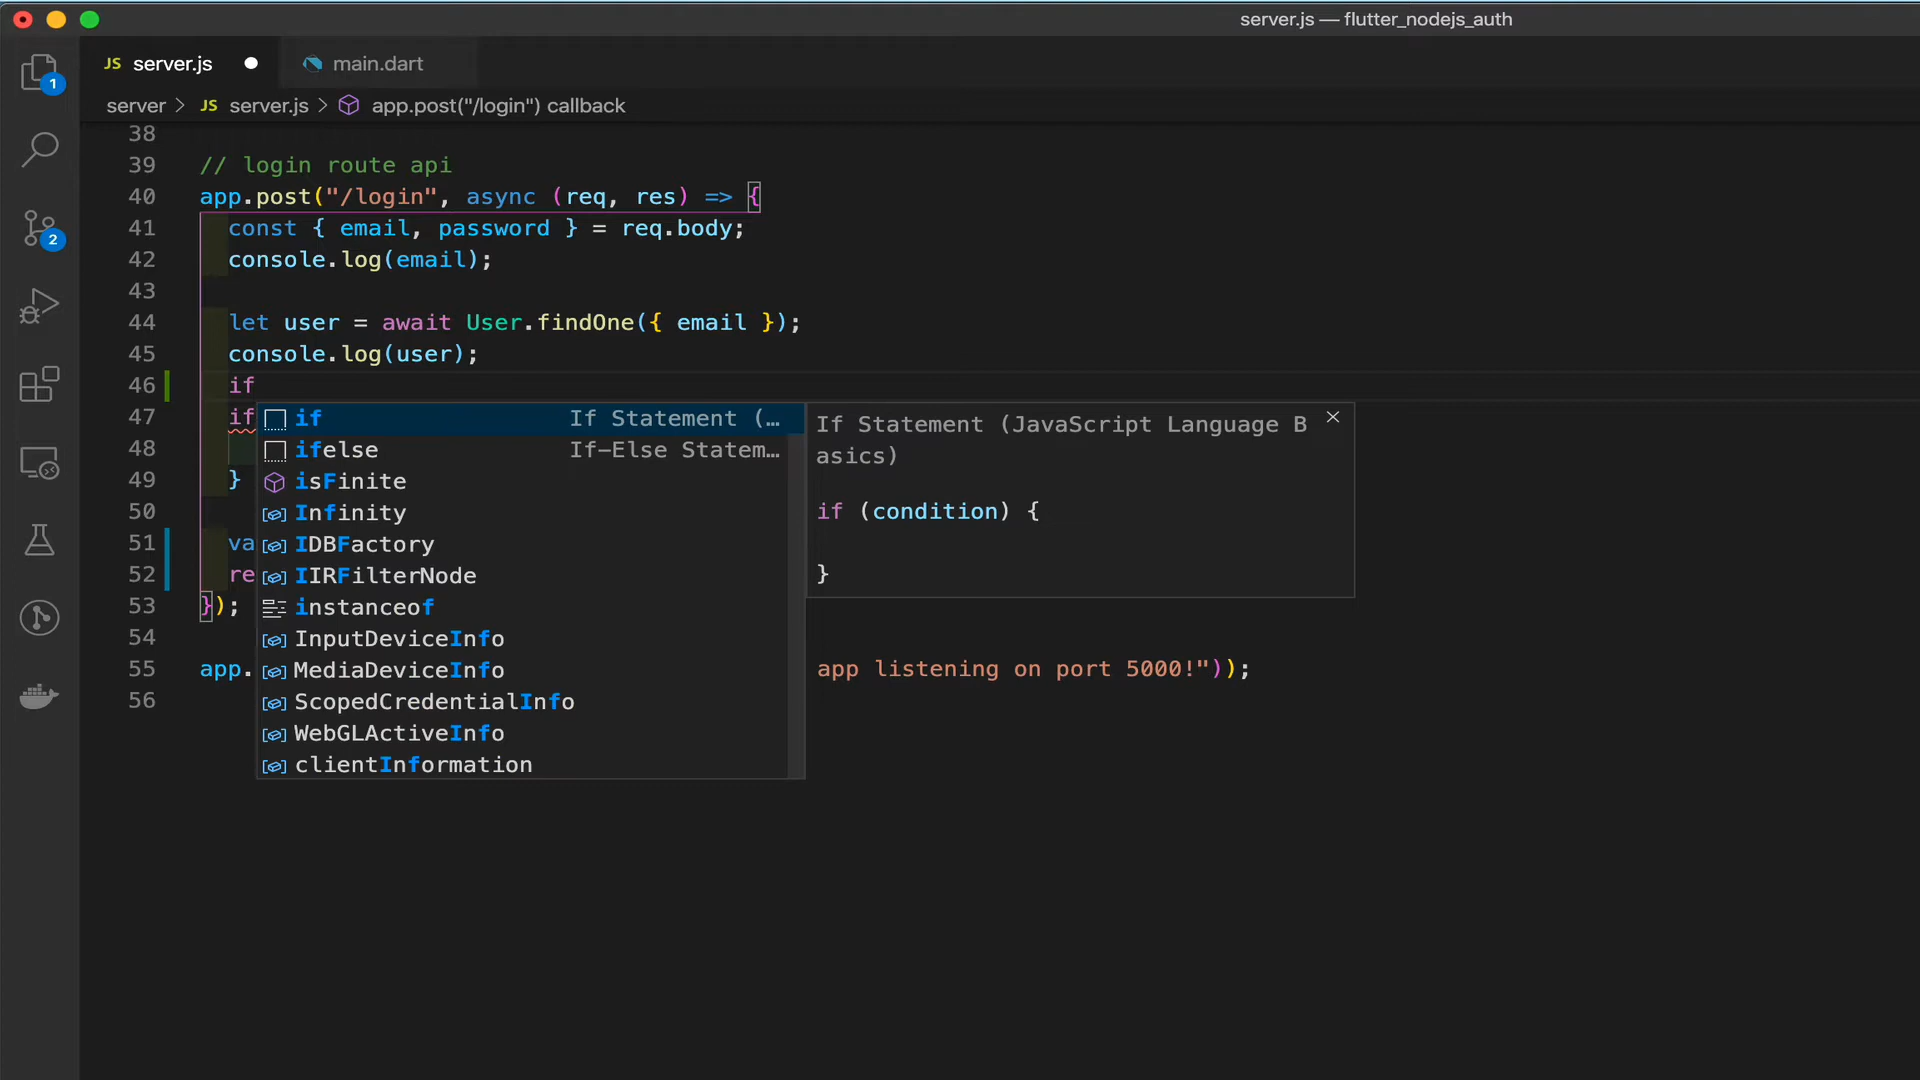 server.js — flutter_nodejs_auth
JS server.js
main.dart
server > JS server.js > app.post("/login") callback
1
2
38
39 // login route api
40 app.post("/login", async (req, res) => {
41 const { email, password } = req.body;
42 console.log(email);
43
44 let user = await User.findOne({ email });
45 console.log(user);
46 if
47 if
48
49 }
50
51 va
52 re
53 });
54
55 app. app listening on port 5000!"));
56
if If Statement (…
ifelse If-Else Statem…
isFinite
Infinity
IDBFactory
IIRFilterNode
instanceof
InputDeviceInfo
MediaDeviceInfo
ScopedCredentialInfo
WebGLActiveInfo
clientInformation
If Statement (JavaScript Language B
asics)
if (condition) {
}